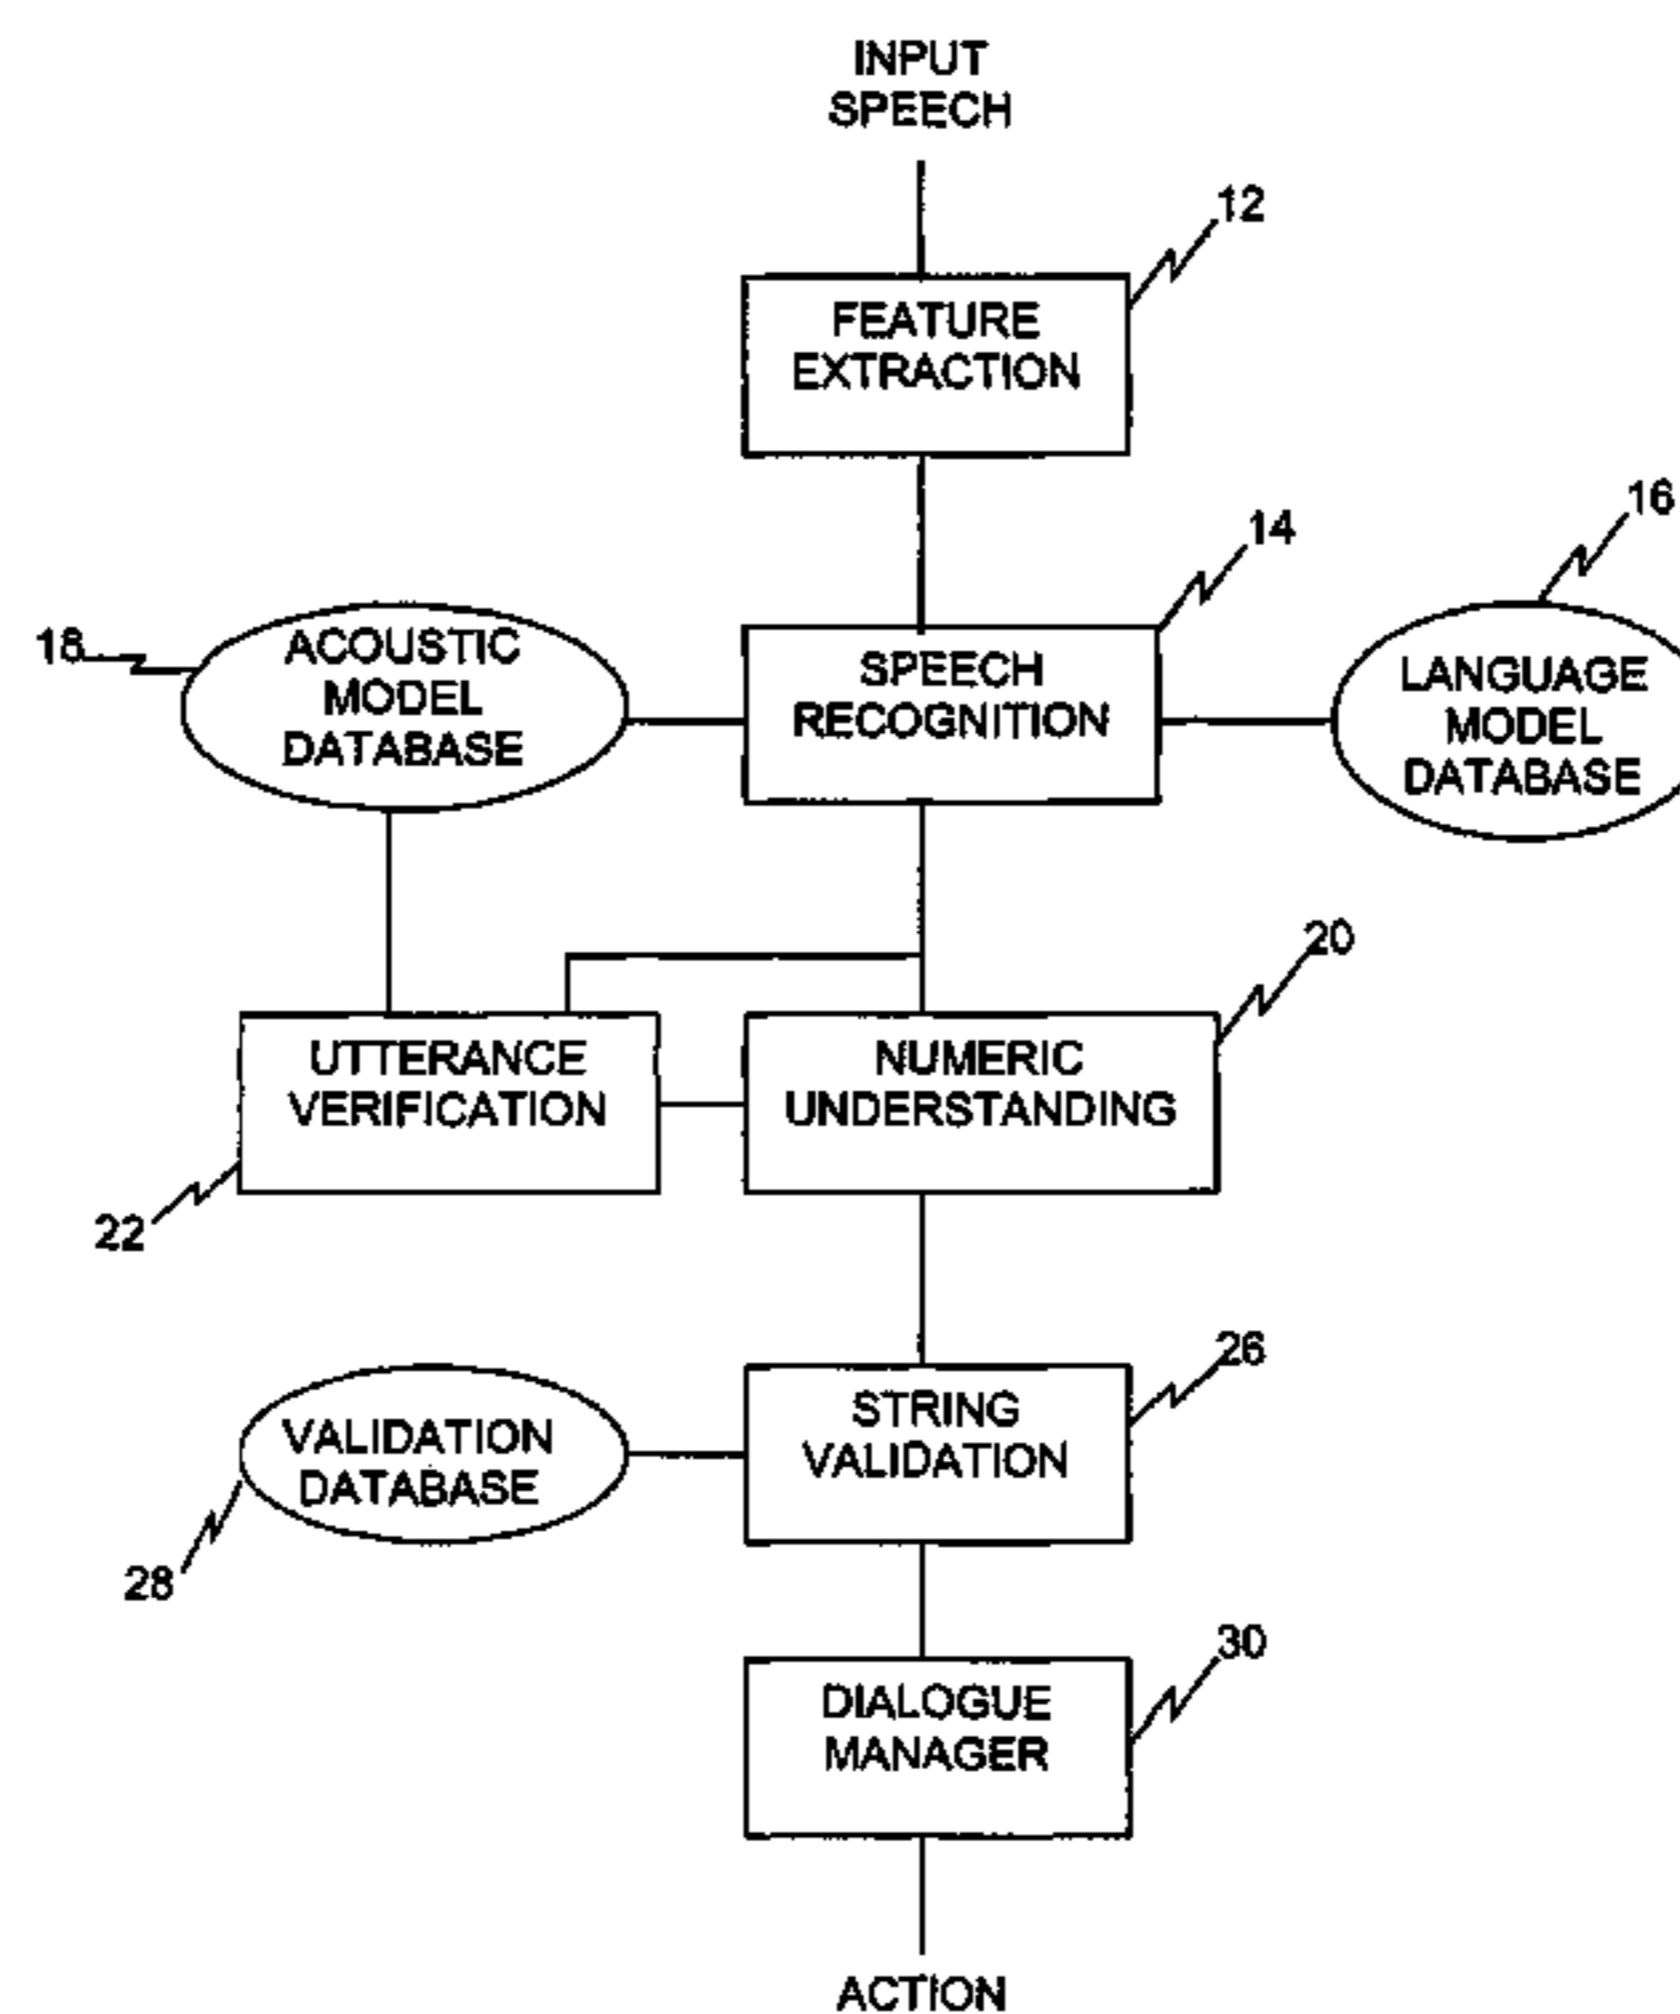 INPUT
SPEECH
12
FEATURE
EXTRACTION
16
14
18
ACOUSTIC
MODEL
DATABASE
SPEECH
RECOGNITION
LANGUAGE
MODEL
DATABASE
20
UTTERANCE
VERIFICATION
NUMERIC
UNDERSTANDING
22
26
STRING
VALIDATION
VALIDATION
DATABASE
28
30
DIALOGUE
MANAGER
ACTION